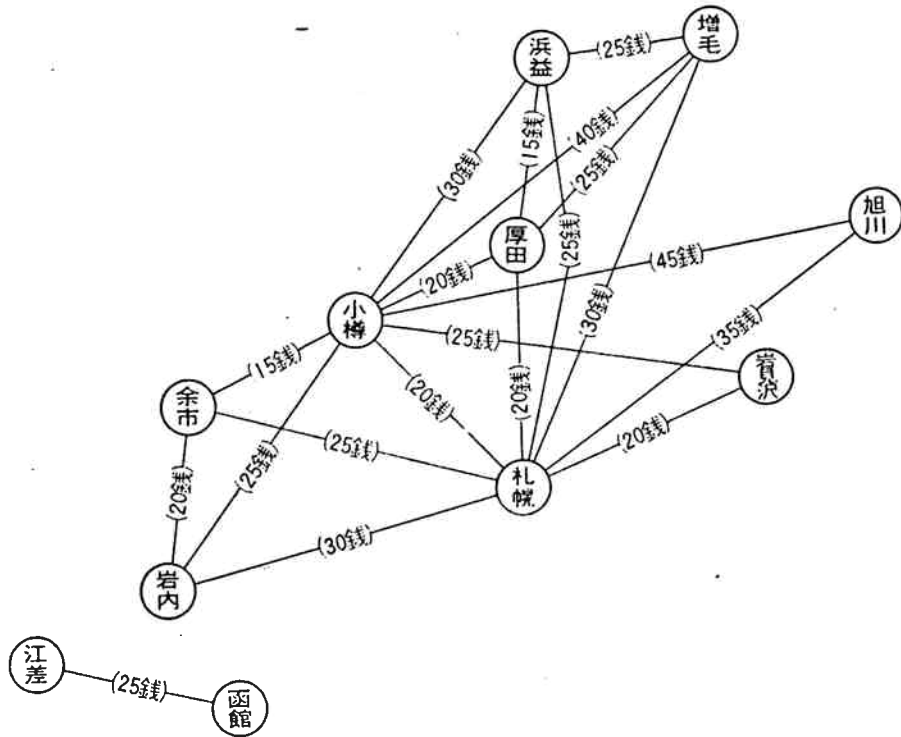 増毛
浜益
(25銭)
(40銭)
(15銭)
(25銭)
(30銭)
旭川
厚田
(25銭)
(45銭)
(20銭)
小樽
(30銭)
(35銭)
(25銭)
(15銭)
岩見沢
余市
(20銭)
(20銭)
(20銭)
(25銭)
(25銭)
札幌
(20銭)
(30銭)
岩内
江差
(25銭)
函館